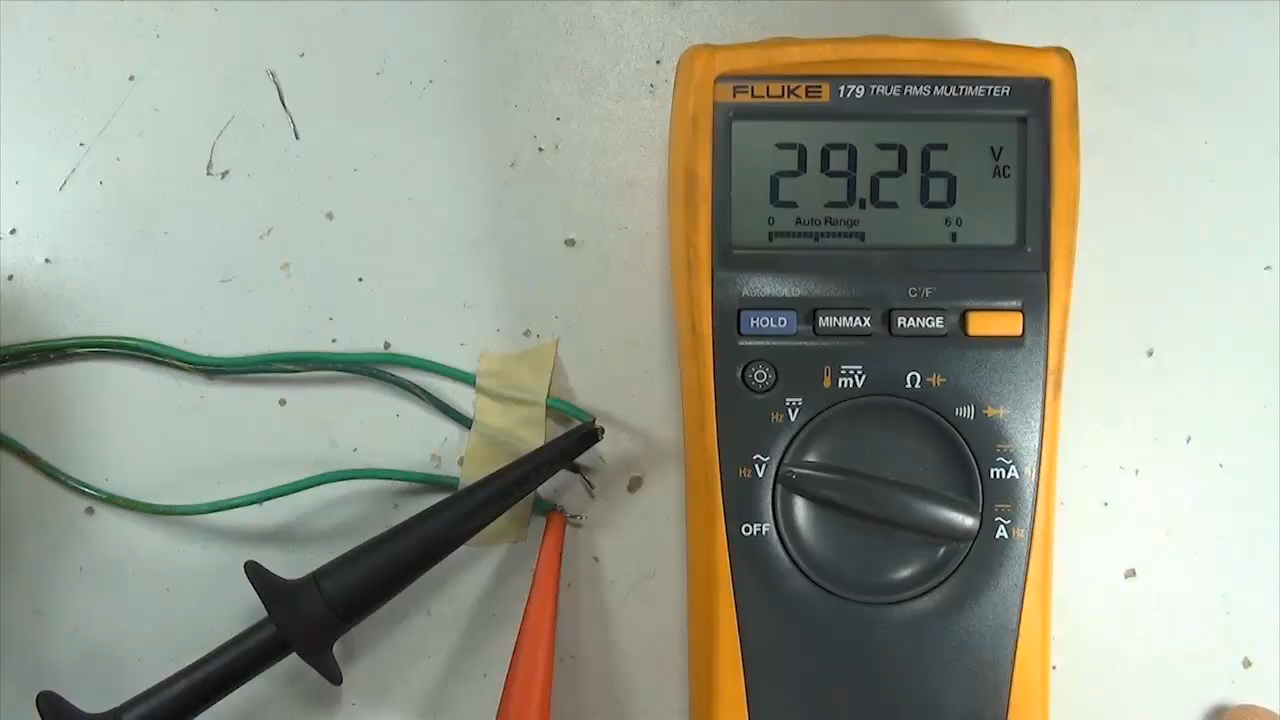 FLUKE 179 TRUE RMS MULTIMETER
29.26 V AC
0 Auto Range 60
C°/F°
HOLD MINMAX RANGE
mV
Hz V Ω
Hz V mA
OFF A Hz